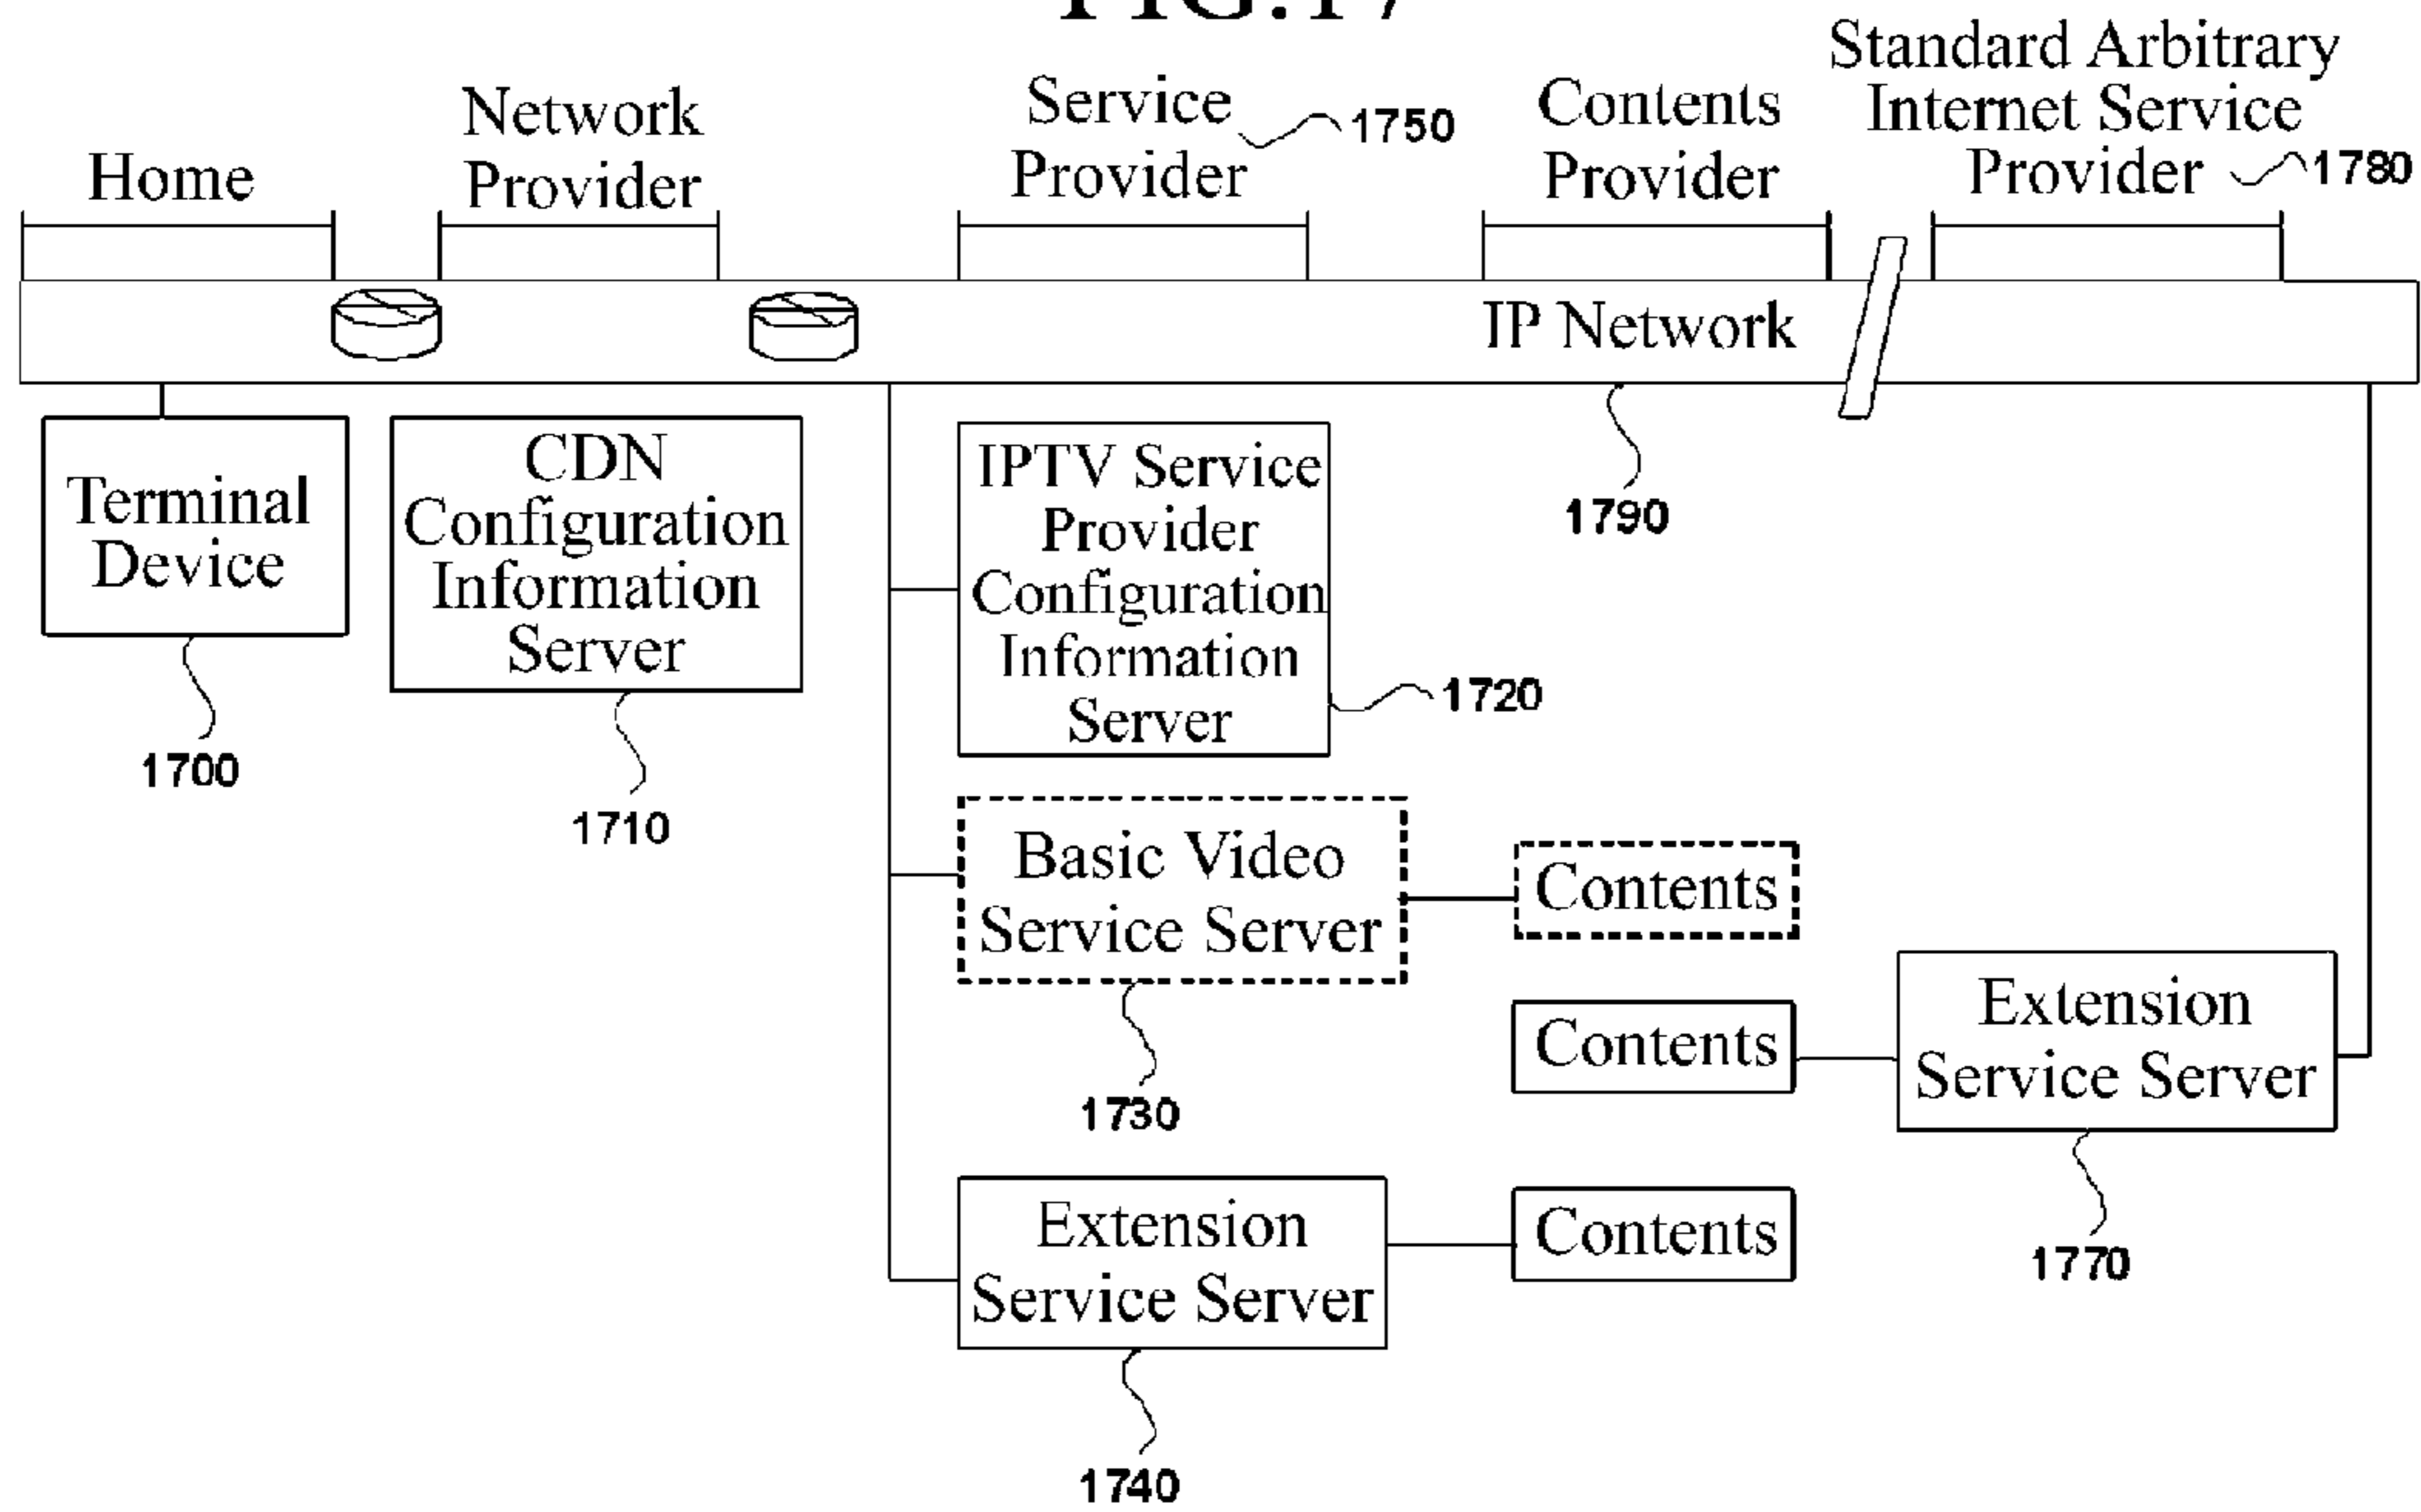 FIG.17
Standard Arbitrary
Internet Service
Provider 1780
Home
Network
Provider
Service
Provider
1750
Contents
Provider
IP Network
1790
Terminal
Device
1700
CDN
Configuration
Information
Server
1710
IPTV Service
Provider
Configuration
Information
Server
1720
Basic Video
Service Server
1730
Contents
Contents
Extension
Service Server
1770
Extension
Service Server
1740
Contents